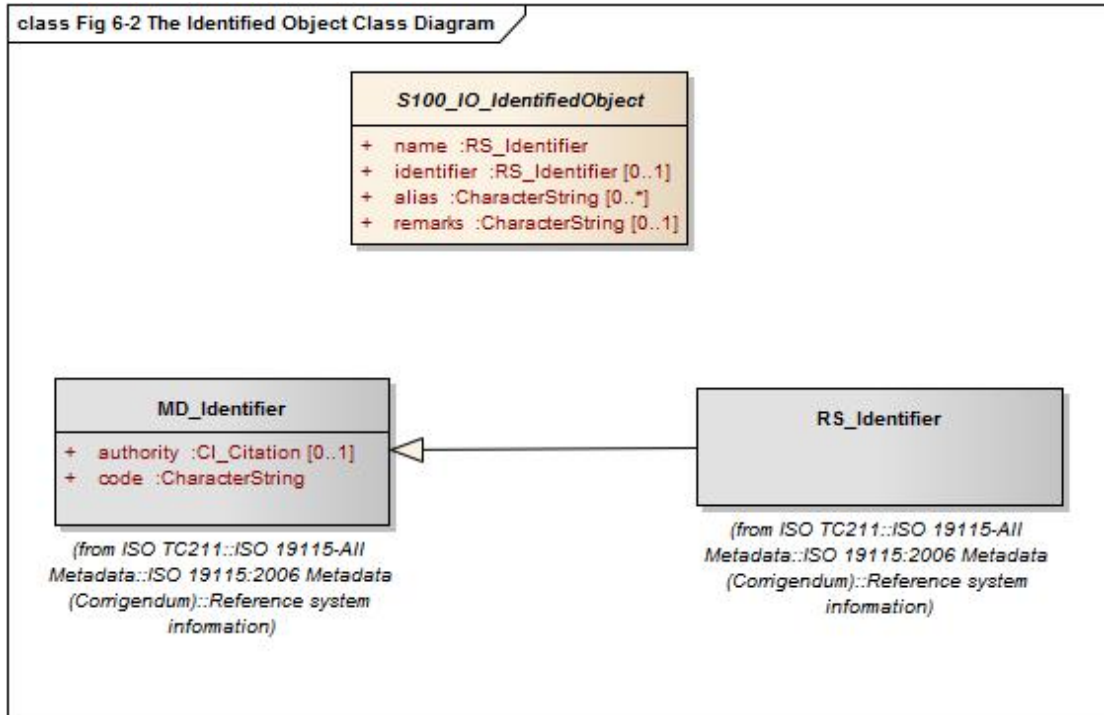 class Fig 6-2 The Identified Object Class Diagram
S100_IO_IdentifiedObject
+ name :RS_Identifier
+ identifier :RS_Identifier [0..1]
+ alias :CharacterString [0..*]
+ remarks :CharacterString [0..1]
MD_Identifier
+ authority :CI_Citation [0..1]
+ code :CharacterString
(from ISO TC211::ISO 19115-All
Metadata::ISO 19115:2006 Metadata
(Corrigendum)::Reference system
information)
RS_Identifier
(from ISO TC211::ISO 19115-All
Metadata::ISO 19115:2006 Metadata
(Corrigendum)::Reference system
information)